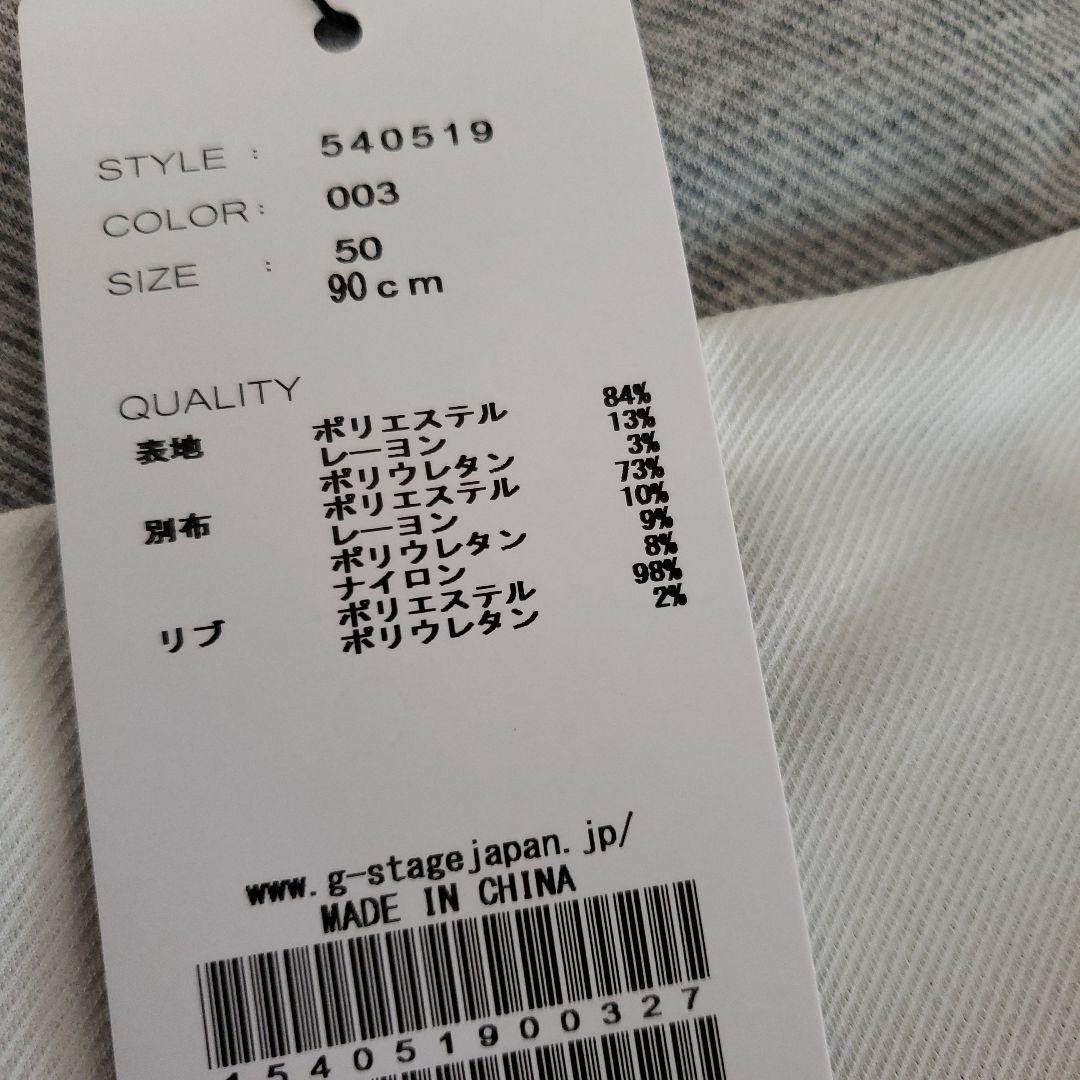 STYLE : 540519
COLOR : 003
SIZE : 50
90cm
QUALITY
表地 ポリエステル 84%
レーヨン 13%
ポリウレタン 3%
別布 ポリエステル 73%
レーヨン 10%
ポリウレタン 9%
ナイロン 8%
リブ ポリエステル 98%
ポリウレタン 2%
www.g-stagejapan.jp/
MADE IN CHINA
154051900327